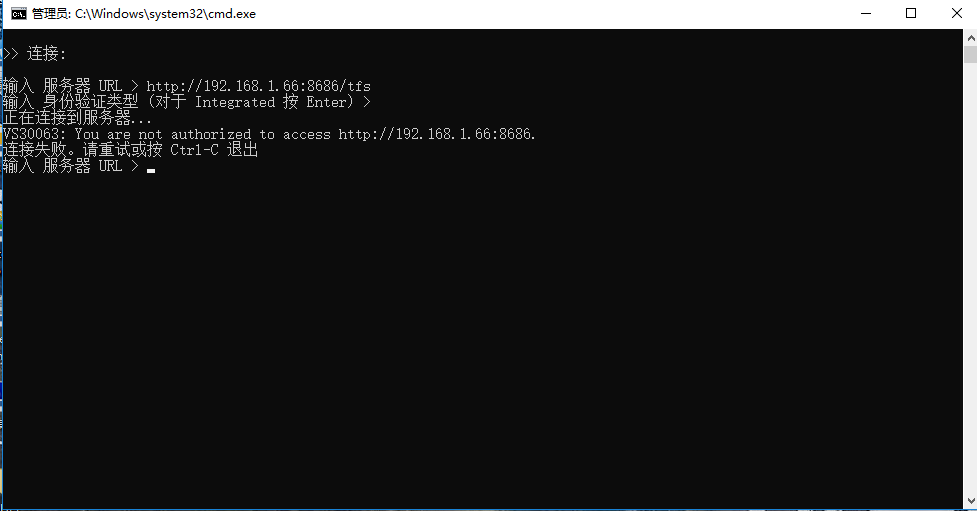 管理员: C:\Windows\system32\cmd.exe
>> 连接:
输入 服务器 URL > http://192.168.1.66:8686/tfs
输入 身份验证类型 (对于 Integrated 按 Enter) >
正在连接到服务器...
VS30063: You are not authorized to access http://192.168.1.66:8686.
连接失败。请重试或按 Ctrl-C 退出
输入 服务器 URL >